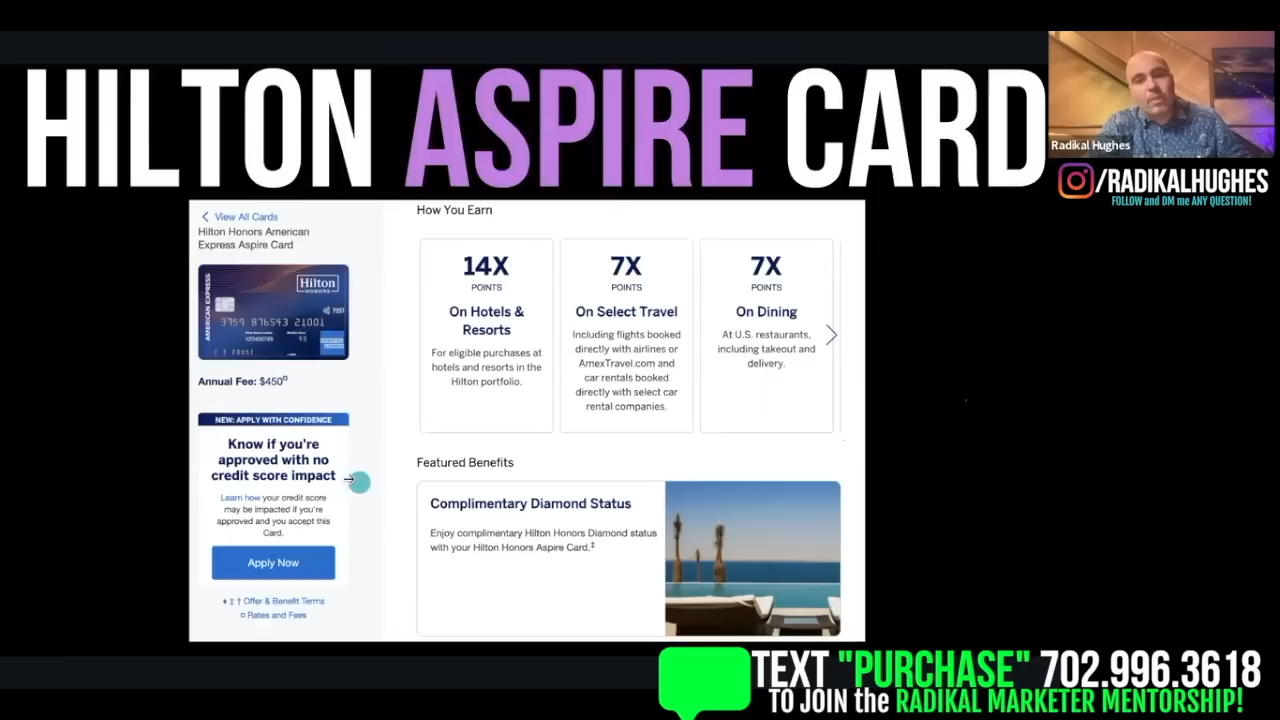 HILTON ASPIRE CARD
Radikal Hughes
/RADIKALHUGHES
FOLLOW and DM me ANY QUESTION!
View All Cards
Hilton Honors American
Express Aspire Card
AMERICAN EXPRESS
Hilton
HONORS
3759 876543 21001
AMERICAN EXPRESS
Annual Fee: $450¤
NEW: APPLY WITH CONFIDENCE
Know if you're
approved with no
credit score impact
Learn how your credit score
may be impacted if you're
approved and you accept this
Card.
Apply Now
♦ ‡ † Offer & Benefit Terms
¤ Rates and Fees
How You Earn
14X
POINTS
On Hotels &
Resorts
For eligible purchases at
hotels and resorts in the
Hilton portfolio.
7X
POINTS
On Select Travel
Including flights booked
directly with airlines or
AmexTravel.com and
car rentals booked
directly with select car
rental companies.
7X
POINTS
On Dining
At U.S. restaurants,
including takeout and
delivery.
Featured Benefits
Complimentary Diamond Status
Enjoy complimentary Hilton Honors Diamond status
with your Hilton Honors Aspire Card.‡
TEXT "PURCHASE" 702.996.3618
TO JOIN the RADIKAL MARKETER MENTORSHIP!